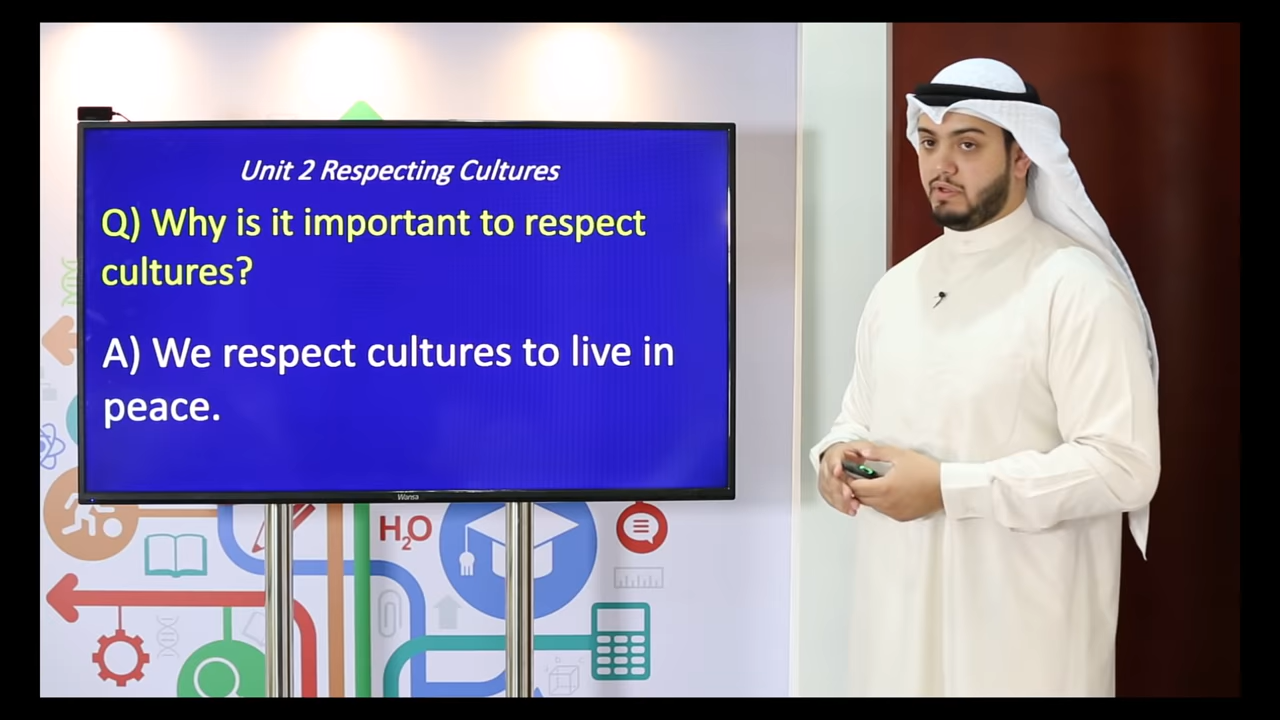 Unit 2 Respecting Cultures
Q) Why is it important to respect
cultures?
A) We respect cultures to live in
peace.
Wansa
H₂O